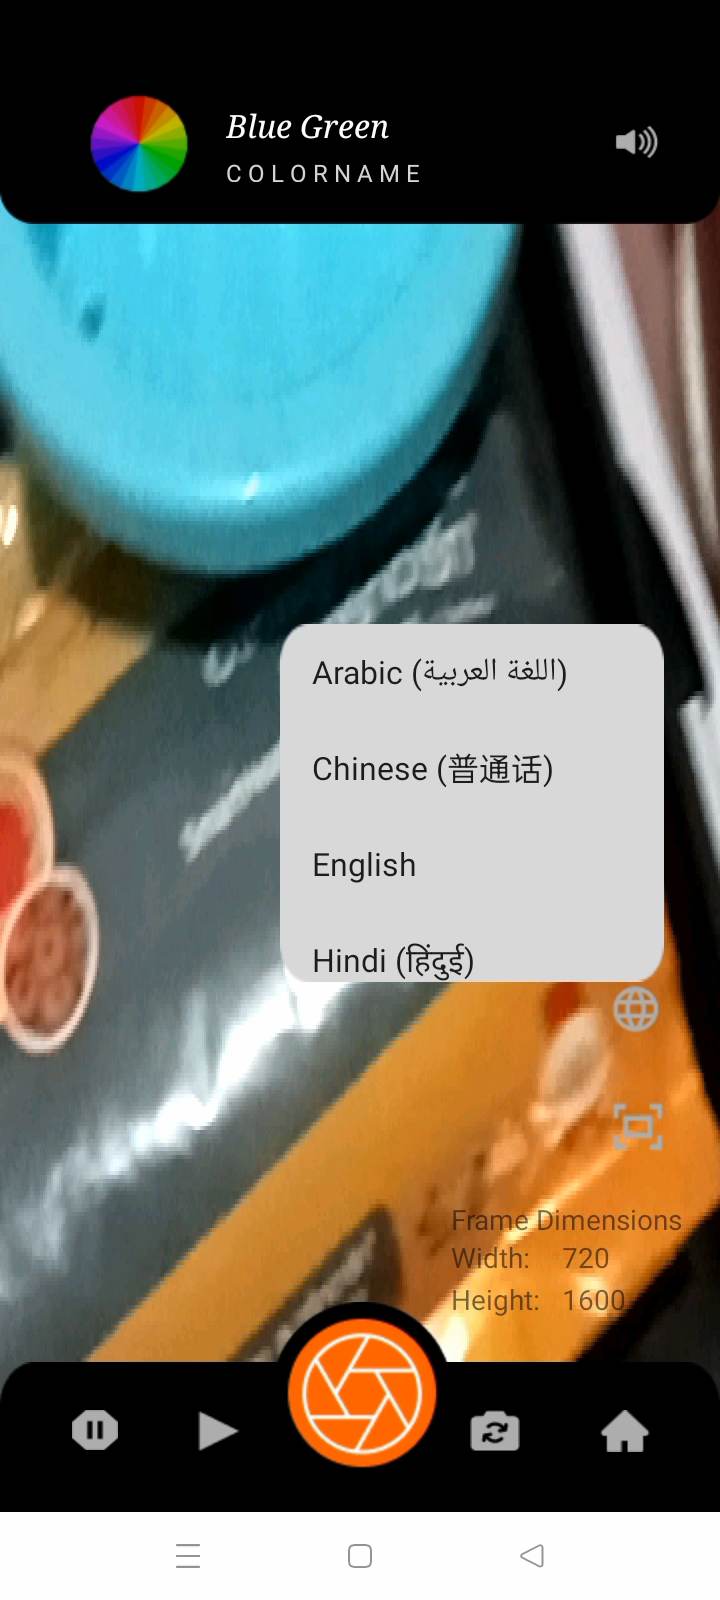 Blue Green
COLORNAME
Arabic (اللغة العربية)
Chinese (普通话)
English
Hindi (हिंदुई)
Frame Dimensions
Width: 720
Height: 1600